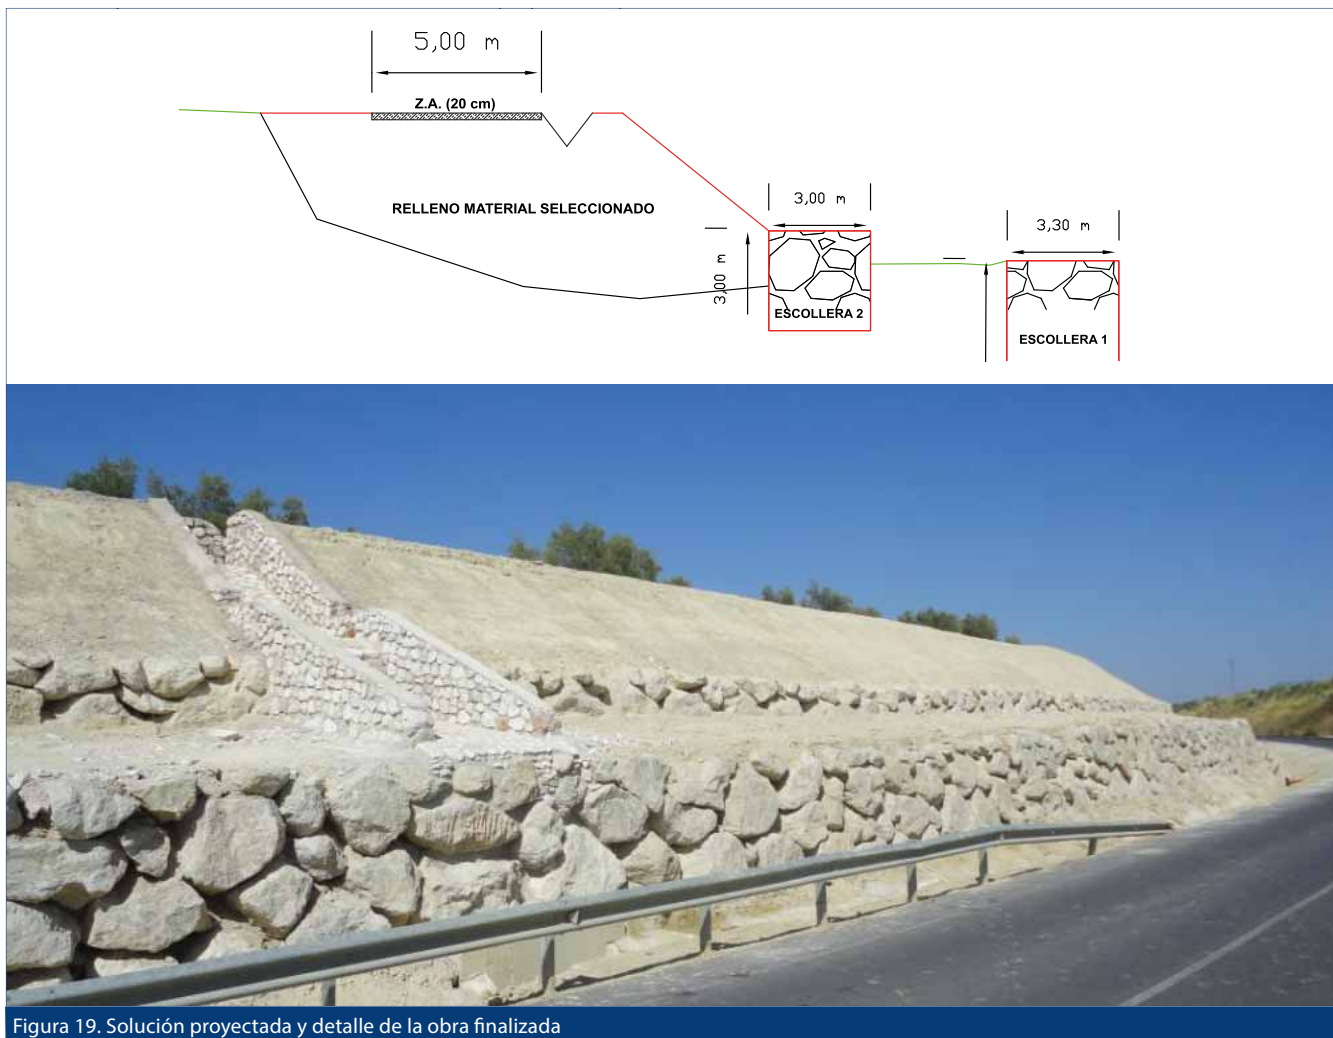 5,00 m
Z.A. (20 cm)
RELLENO MATERIAL SELECCIONADO
3,00 m
3,30 m
3,00 m
ESCOLLERA 2
ESCOLLERA 1
Figura 19. Solución proyectada y detalle de la obra finalizada